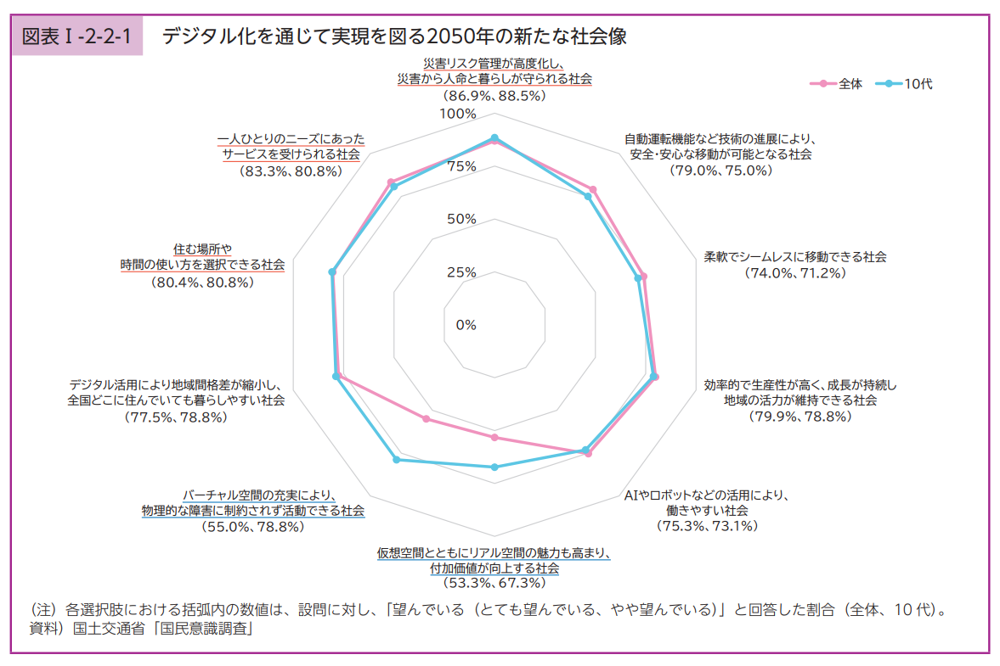 図表Ⅰ-2-2-1
デジタル化を通じて実現を図る2050年の新たな社会像
全体
10代
災害リスク管理が高度化し、
災害から人命と暮らしが守られる社会
（86.9%、88.5%）
自動運転機能など技術の進展により、
安全・安心な移動が可能となる社会
（79.0%、75.0%）
柔軟でシームレスに移動できる社会
（74.0%、71.2%）
効率的で生産性が高く、成長が持続し
地域の活力が維持できる社会
（79.9%、78.8%）
AIやロボットなどの活用により、
働きやすい社会
（75.3%、73.1%）
仮想空間とともにリアル空間の魅力も高まり、
付加価値が向上する社会
（53.3%、67.3%）
バーチャル空間の充実により、
物理的な障害に制約されず活動できる社会
（55.0%、78.8%）
デジタル活用により地域間格差が縮小し、
全国どこに住んでいても暮らしやすい社会
（77.5%、78.8%）
住む場所や
時間の使い方を選択できる社会
（80.4%、80.8%）
一人ひとりのニーズにあった
サービスを受けられる社会
（83.3%、80.8%）
100%
75%
50%
25%
0%
（注）各選択肢における括弧内の数値は、設問に対し、「望んでいる（とても望んでいる、やや望んでいる）」と回答した割合（全体、10 代）。
資料）国土交通省「国民意識調査」